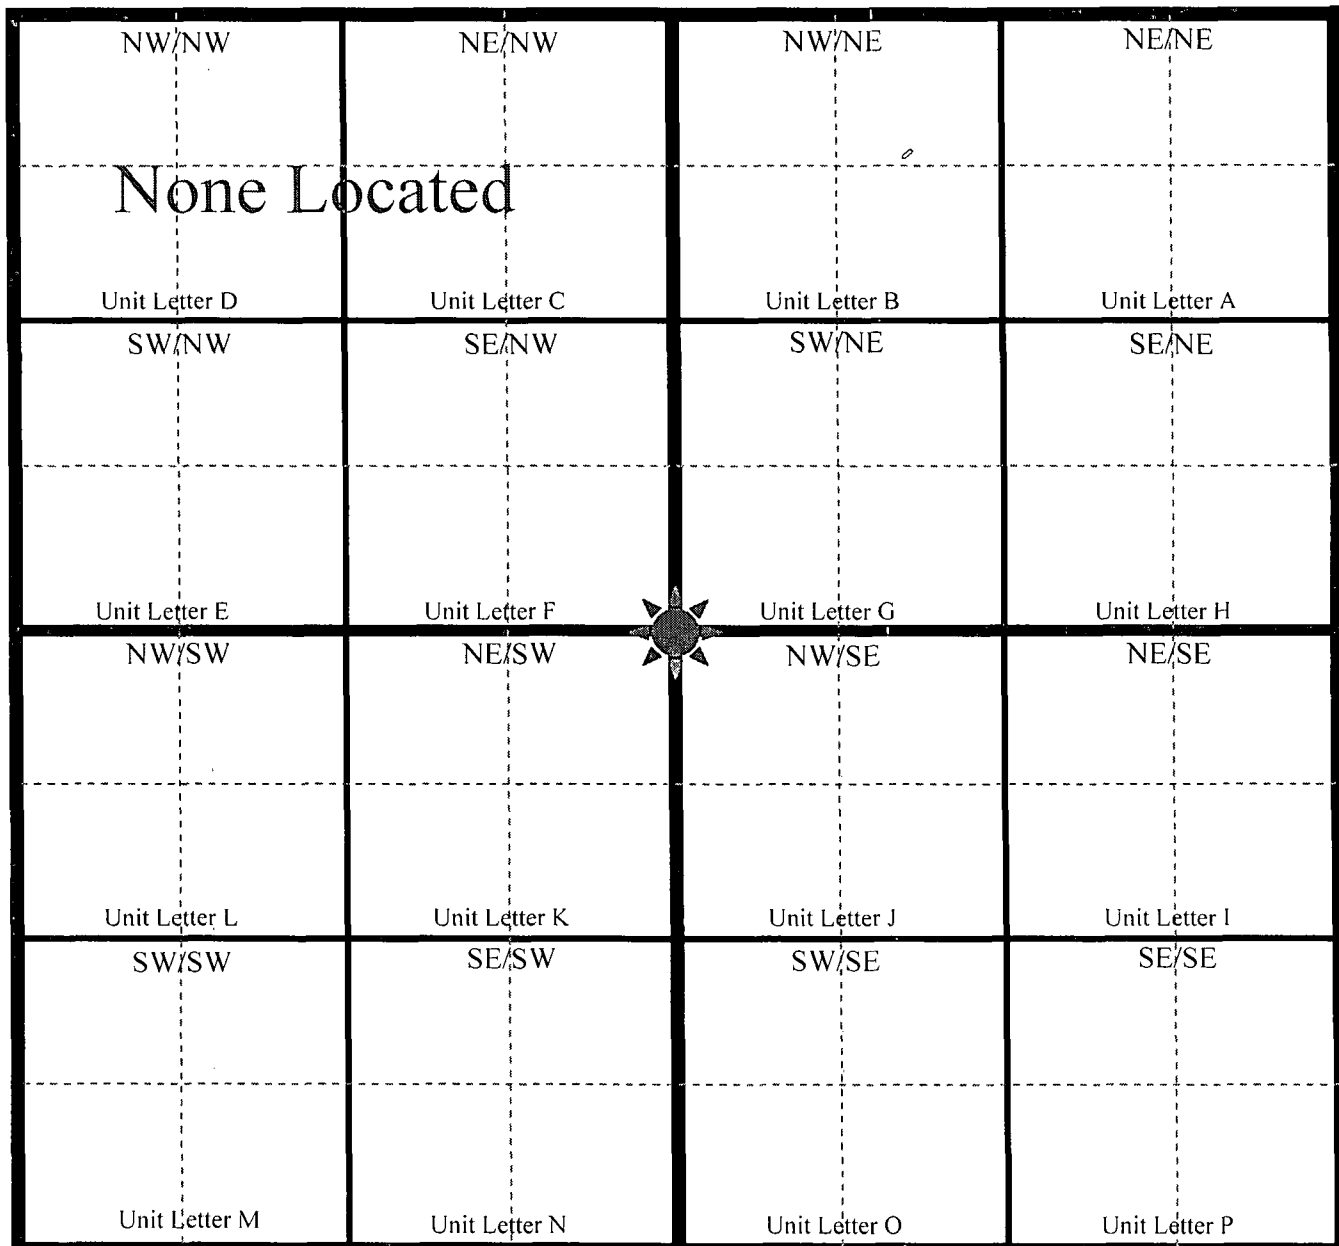 NW/NW NE/NW NW/NE NE/NE
None Located
Unit Letter D Unit Letter C Unit Letter B Unit Letter A
SW/NW SE/NW SW/NE SE/NE
Unit Letter E Unit Letter F Unit Letter G Unit Letter H
NW/SW NE/SW NW/SE NE/SE
Unit Letter L Unit Letter K Unit Letter J Unit Letter I
SW/SW SE/SW SW/SE SE/SE
Unit Letter M Unit Letter N Unit Letter O Unit Letter P